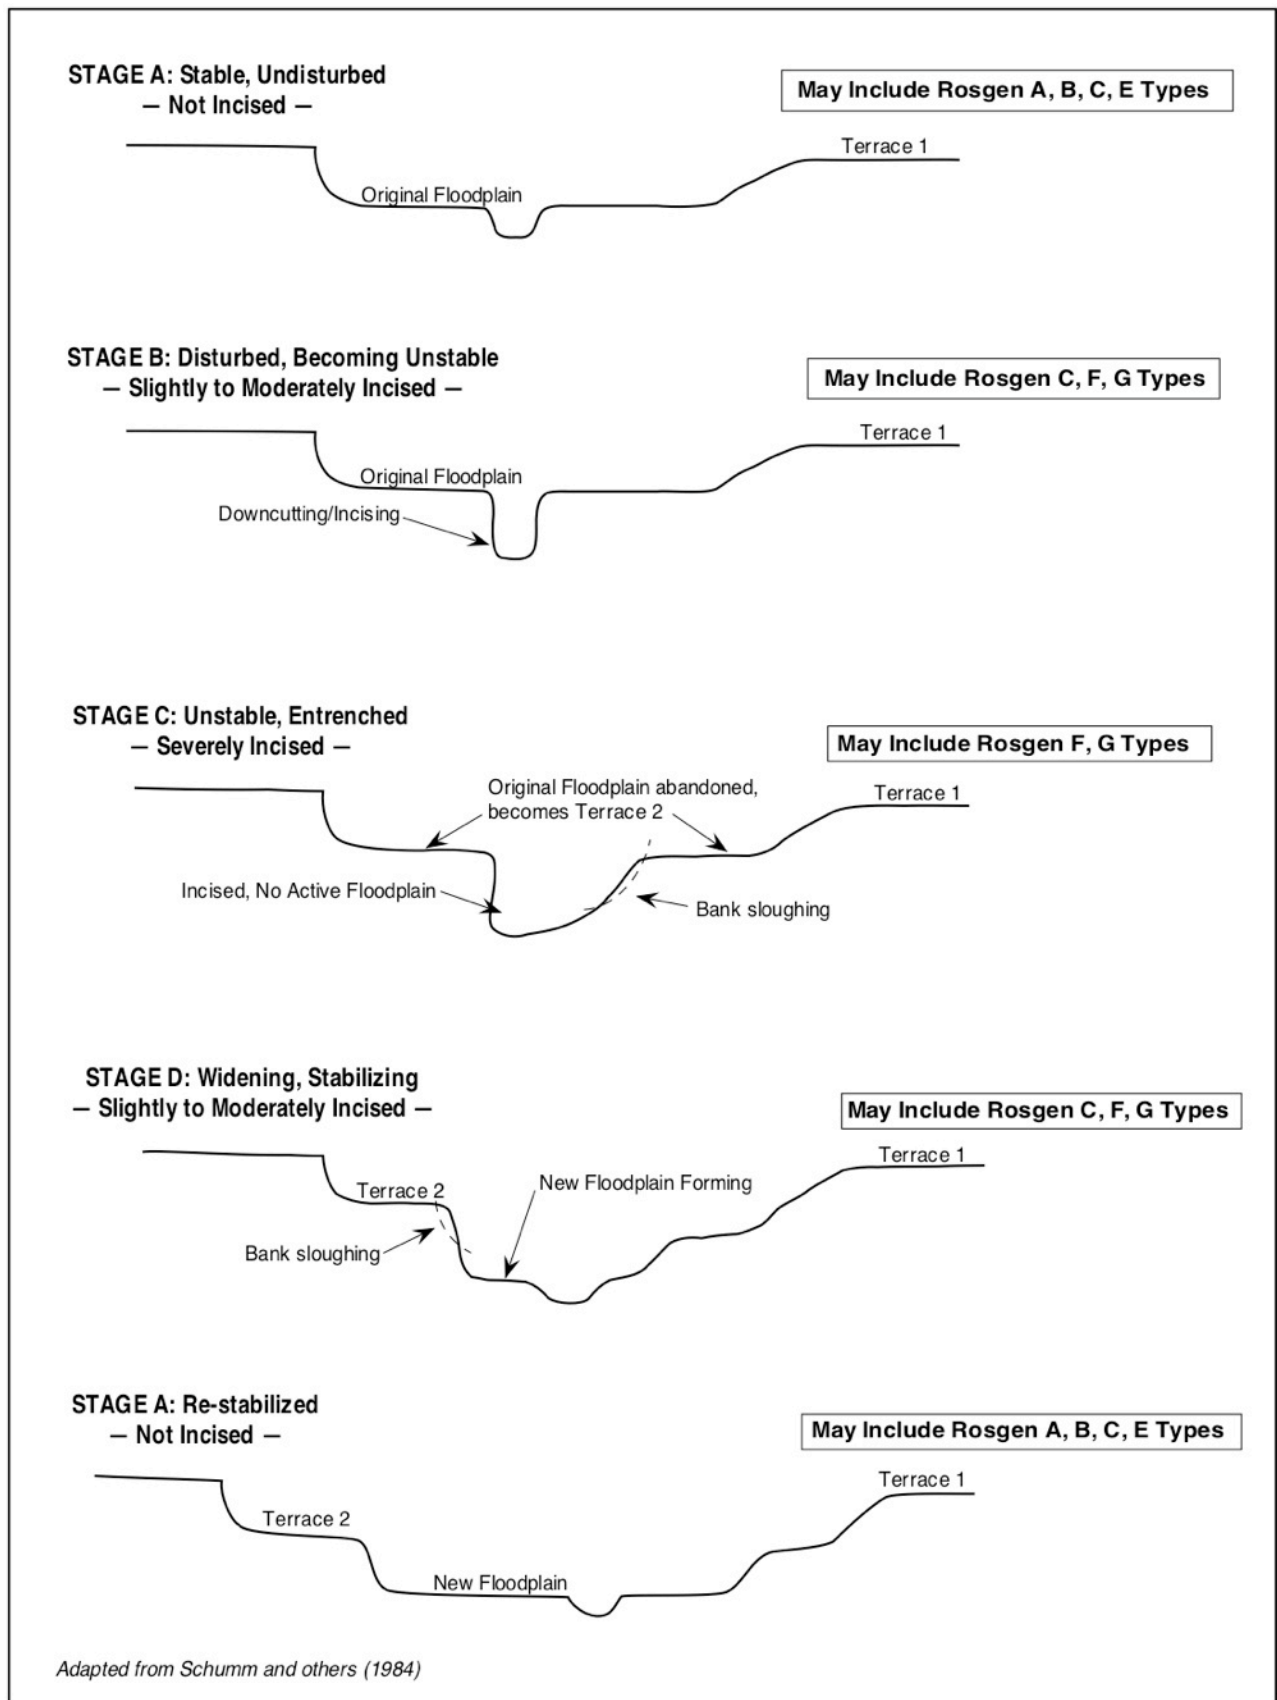 STAGE A: Stable, Undisturbed
— Not Incised —
May Include Rosgen A, B, C, E Types
Terrace 1
Original Floodplain
STAGE B: Disturbed, Becoming Unstable
— Slightly to Moderately Incised —
May Include Rosgen C, F, G Types
Terrace 1
Original Floodplain
Downcutting/Incising
STAGE C: Unstable, Entrenched
— Severely Incised —
May Include Rosgen F, G Types
Original Floodplain abandoned,
becomes Terrace 2
Terrace 1
Incised, No Active Floodplain
Bank sloughing
STAGE D: Widening, Stabilizing
— Slightly to Moderately Incised —
May Include Rosgen C, F, G Types
Terrace 1
Terrace 2
New Floodplain Forming
Bank sloughing
STAGE A: Re-stabilized
— Not Incised —
May Include Rosgen A, B, C, E Types
Terrace 1
Terrace 2
New Floodplain
Adapted from Schumm and others (1984)